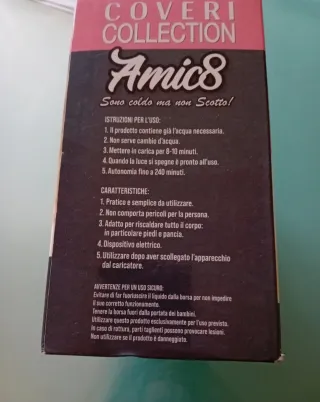 COVERI
COLLECTION
Amic8
Sono caldo ma non Scotto!
ISTRUZIONI PER L'USO:
1. Il prodotto contiene già l'acqua necessaria.
2. Non serve cambio d'acqua.
3. Mettere in carica per 8-10 minuti.
4. Quando la luce si spegne è pronto all'uso.
5. Autonomia fino a 240 minuti.
CARATTERISTICHE:
1. Pratico e semplice da utilizzare.
2. Non comporta pericoli per la persona.
3. Adatto per riscaldare tutto il corpo:
in particolare piedi e pancia.
4. Dispositivo elettrico.
5. Utilizzare dopo aver scollegato l'apparecchio
dal caricatore.
AVVERTENZE PER UN USO SICURO:
Evitare di far fuoriuscire il liquido dalla borsa per non impedire
il suo corretto funzionamento.
Tenere la borsa fuori dalla portata dei bambini.
Utilizzare questo prodotto esclusivamente per l'uso previsto.
In caso di rottura, parti taglienti possono provocare lesioni.
Non utilizzare se il prodotto è danneggiato.